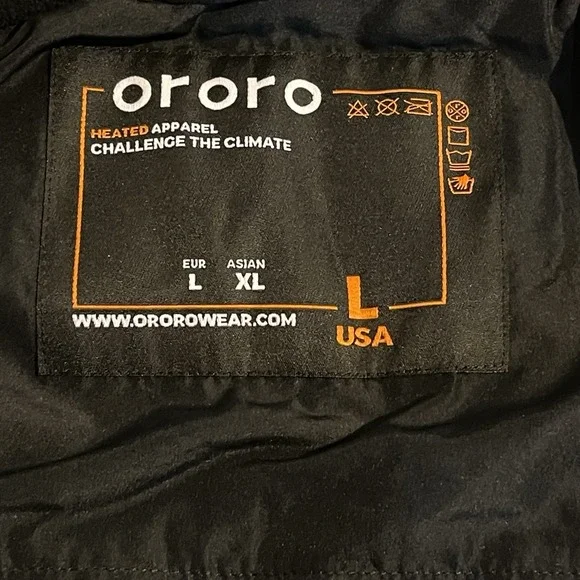 ororo
HEATED APPAREL
CHALLENGE THE CLIMATE
EUR ASIAN
L XL
L
USA
WWW.OROROWEAR.COM